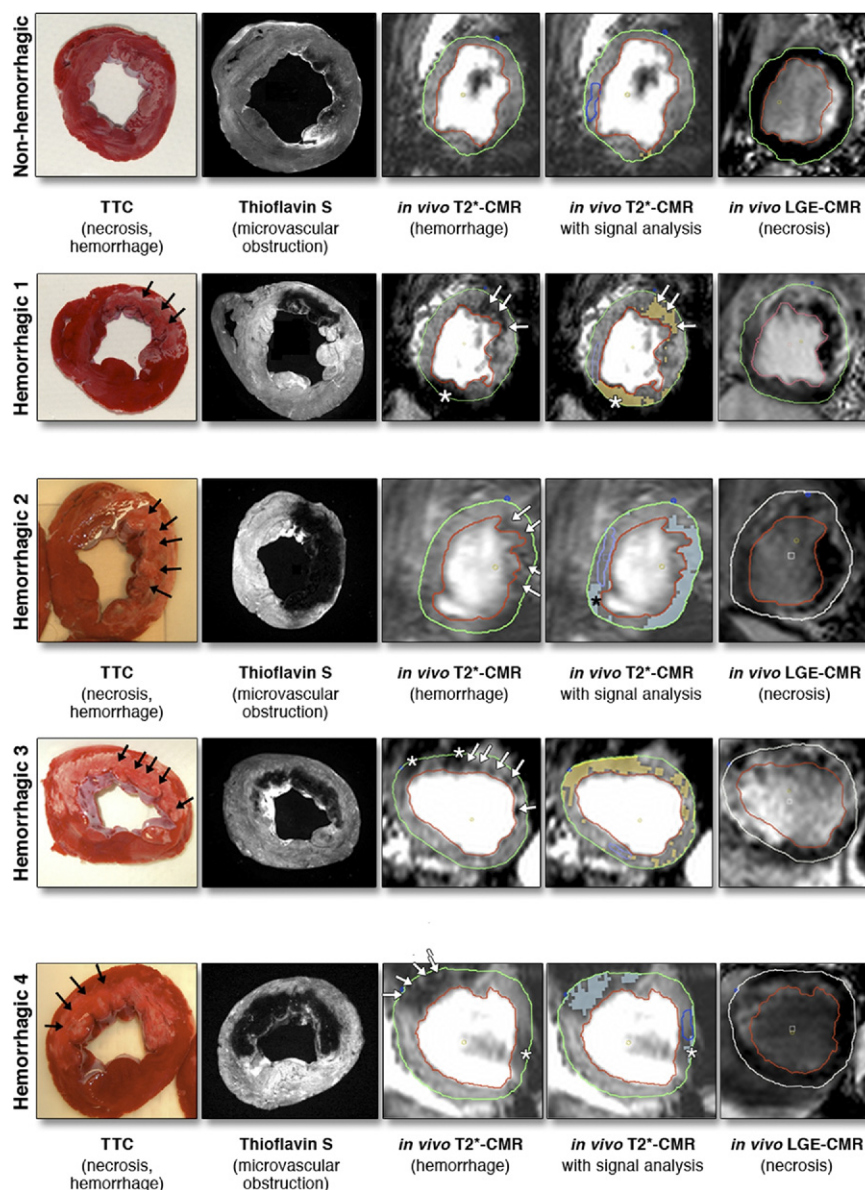 Non-hemorrhagic
TTC
(necrosis,
hemorrhage)
Thioflavin S
(microvascular
obstruction)
in vivo T2*-CMR
(hemorrhage)
in vivo T2*-CMR
with signal analysis
in vivo LGE-CMR
(necrosis)
Hemorrhagic 1
*
*
Hemorrhagic 2
*
TTC
(necrosis,
hemorrhage)
Thioflavin S
(microvascular
obstruction)
in vivo T2*-CMR
(hemorrhage)
in vivo T2*-CMR
with signal analysis
in vivo LGE-CMR
(necrosis)
Hemorrhagic 3
* *
Hemorrhagic 4
*
*
TTC
(necrosis,
hemorrhage)
Thioflavin S
(microvascular
obstruction)
in vivo T2*-CMR
(hemorrhage)
in vivo T2*-CMR
with signal analysis
in vivo LGE-CMR
(necrosis)